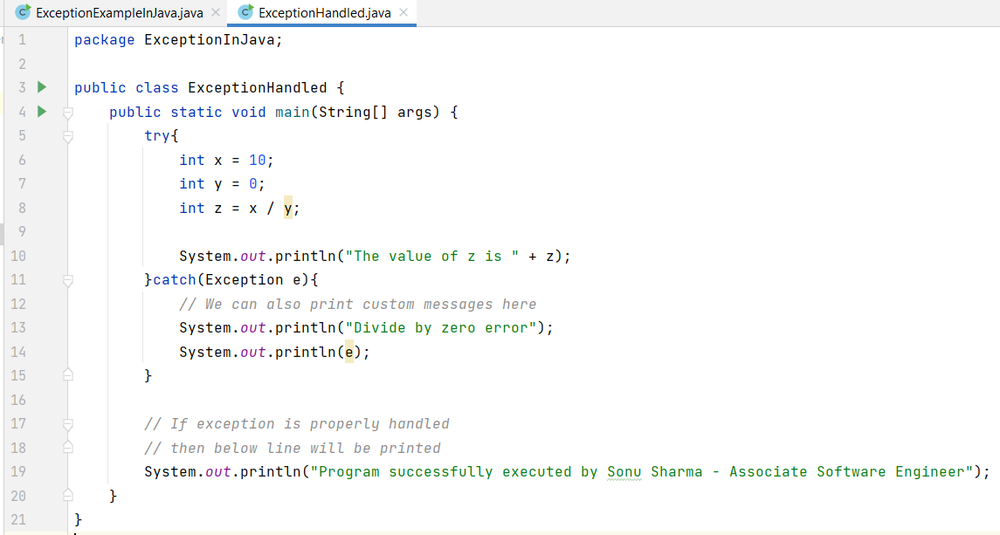 ExceptionExampleInJava.java ExceptionHandled.java
1 package ExceptionInJava;
2
3 public class ExceptionHandled {
4     public static void main(String[] args) {
5         try{
6             int x = 10;
7             int y = 0;
8             int z = x / y;
9
10             System.out.println("The value of z is " + z);
11         }catch(Exception e){
12             // We can also print custom messages here
13             System.out.println("Divide by zero error");
14             System.out.println(e);
15         }
16
17         // If exception is properly handled
18         // then below line will be printed
19         System.out.println("Program successfully executed by Sonu Sharma - Associate Software Engineer");
20     }
21 }